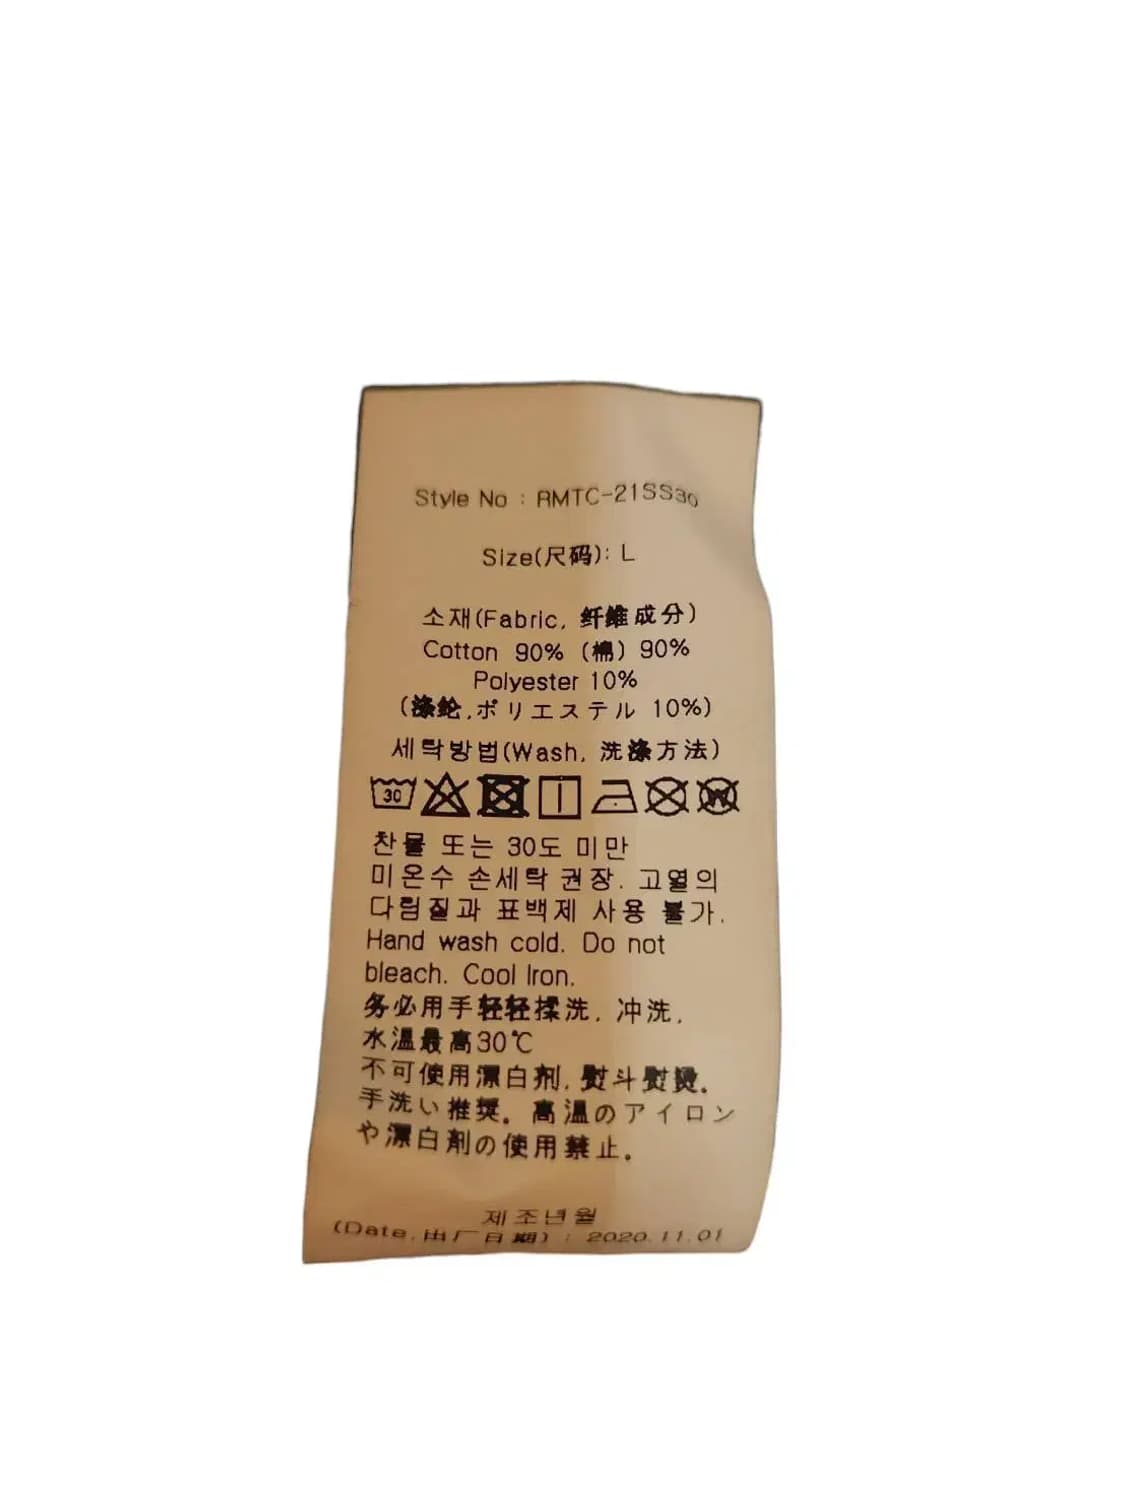 Style No : RMTC-21SS30
Size(尺码): L
소재(Fabric, 纤维成分)
Cotton 90% (棉) 90%
Polyester 10%
(涤纶,ポリエステル 10%)
세탁방법(Wash, 洗涤方法)
30 W
찬물 또는 30도 미만
미온수 손세탁 권장. 고열의
다림질과 표백제 사용 불가.
Hand wash cold. Do not
bleach. Cool Iron.
务必用手轻轻揉洗, 冲洗,
水温最高30℃
不可使用漂白剂, 熨斗熨烫。
手洗い推奨。高温のアイロン
や漂白剤の使用禁止。
제조년월
(Date, 出厂日期) : 2020.11.01